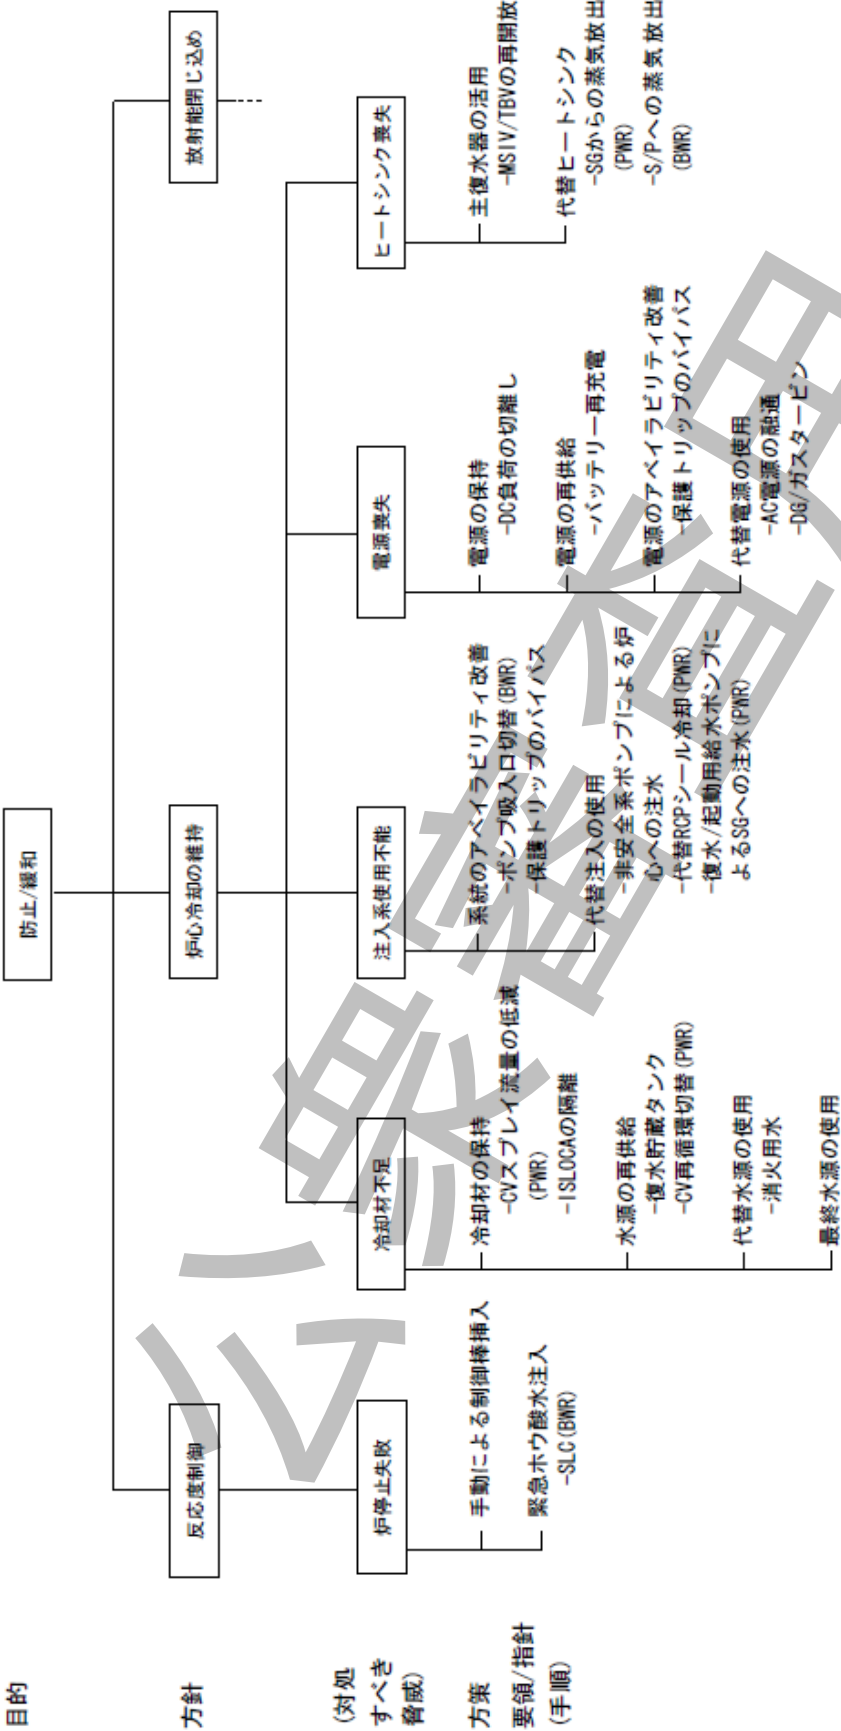 目的
防止/緩和
方針
反応度制御
炉心冷却の維持
放射能閉じ込め
(対処
すべき
脅威)
炉停止失敗
冷却材不足
注入系使用不能
電源喪失
ヒートシンク喪失
方策
要領/指針
(手順)
手動による制御棒挿入
緊急ホウ酸水注入
-SLC(BWR)
冷却材の保持
-CVスプレイ流量の低減
(PWR)
-ISLOCAの隔離
水源の再供給
-復水貯蔵タンク
-CV再循環切替(PWR)
代替水源の使用
-消火用水
最終水源の使用
系統のアベイラビリティ改善
-ポンプ吸入口切替(BWR)
-保護トリップのバイパス
代替注入の使用
-非安全系ポンプによる炉
心への注水
-代替RCPシール冷却(PWR)
-復水/起動用給水ポンプに
よるSGへの注水(PWR)
電源の保持
-DC負荷の切離し
電源の再供給
-バッテリー再充電
電源のアベイラビリティ改善
-保護トリップのバイパス
代替電源の使用
-AC電源の融通
-DG/ガスタービン
主復水器の活用
-MSIV/TBVの再開放
代替ヒートシンク
-SGからの蒸気放出
(PWR)
-S/Pへの蒸気放出
(BWR)
公衆審査用